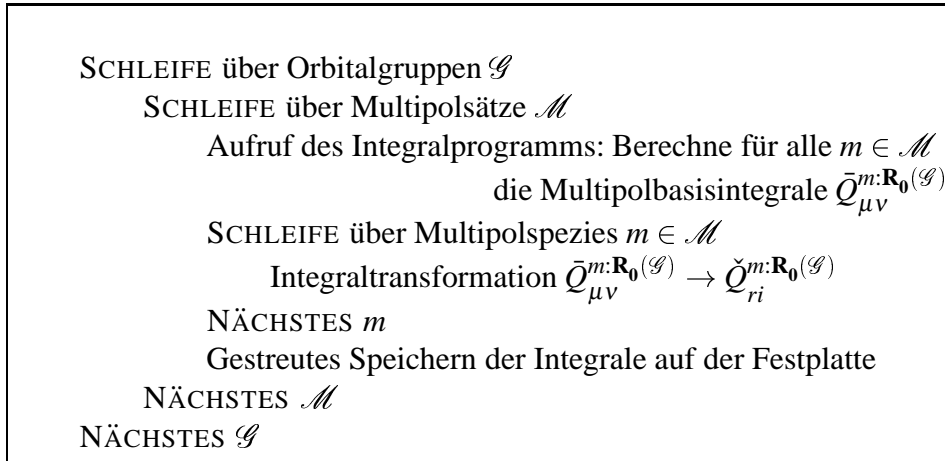 SCHLEIFE über Orbitalgruppen 𝒢
SCHLEIFE über Multipolsätze ℳ
Aufruf des Integralprogramms: Berechne für alle m ∈ ℳ
die Multipolbasisintegrale Q̄_{μν}^{m:𝐑₀(𝒢)}
SCHLEIFE über Multipolspezies m ∈ ℳ
Integraltransformation Q̄_{μν}^{m:𝐑₀(𝒢)} → Q̌_{ri}^{m:𝐑₀(𝒢)}
NÄCHSTES m
Gestreutes Speichern der Integrale auf der Festplatte
NÄCHSTES ℳ
NÄCHSTES 𝒢